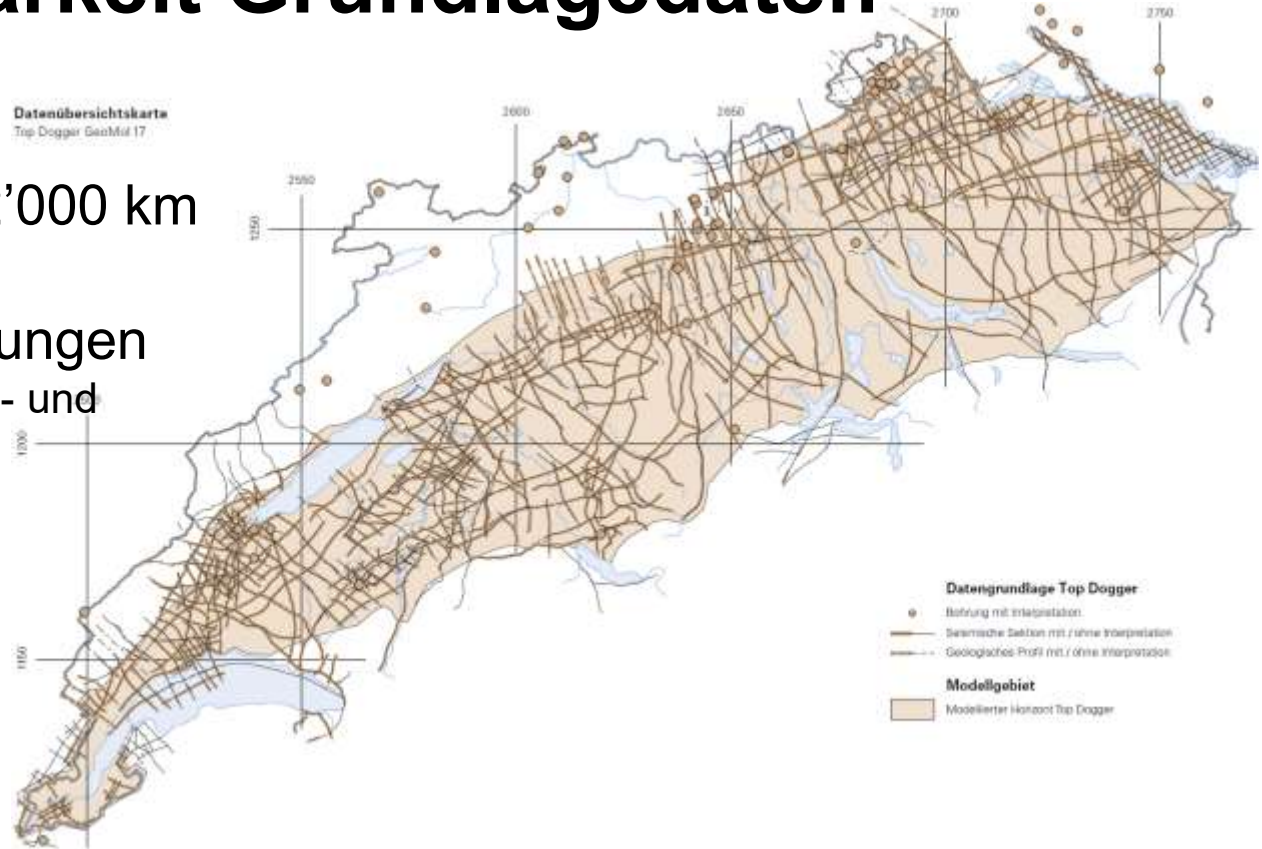 arkeit Grundlagedaten
2700
2750
Datenübersichtskarte
Top Dogger GeoMol 17
2600
2650
2550
’000 km
1250
ungen
- und
1200
1150
Datengrundlage Top Dogger
Bohrung mit Interpretation
Seismische Sektion mit / ohne Interpretation
Geologisches Profil mit / ohne Interpretation
Modellgebiet
Modellierter Horizont Top Dogger